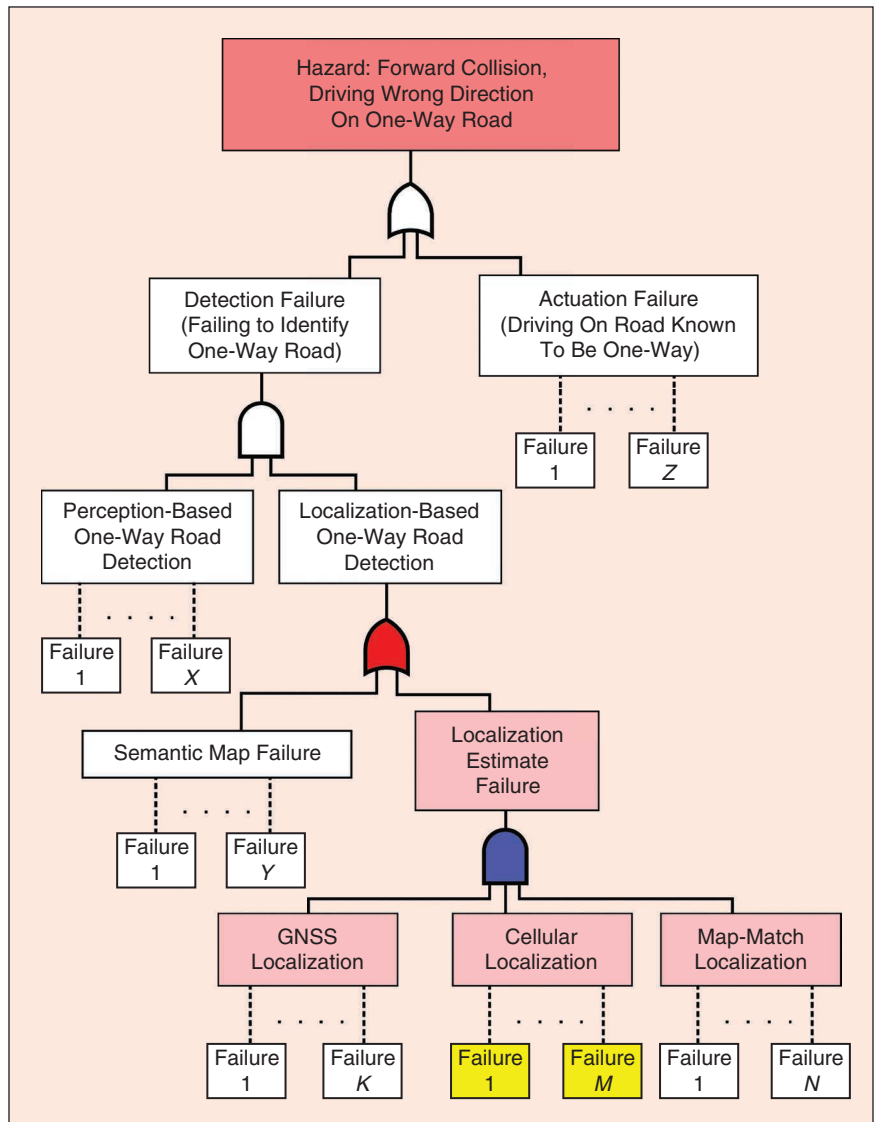 Hazard: Forward Collision,
Driving Wrong Direction
On One-Way Road
Detection Failure
(Failing to Identify
One-Way Road)
Actuation Failure
(Driving On Road Known
To Be One-Way)
Failure
1
. . . .
Failure
Z
Perception-Based
One-Way Road
Detection
Localization-Based
One-Way Road
Detection
Failure
1
. . . .
Failure
X
Semantic Map Failure
Localization
Estimate
Failure
Failure
1
. . . .
Failure
Y
GNSS
Localization
Cellular
Localization
Map-Match
Localization
Failure
1
. . . .
Failure
K
Failure
1
. . . .
Failure
M
Failure
1
. . . .
Failure
N